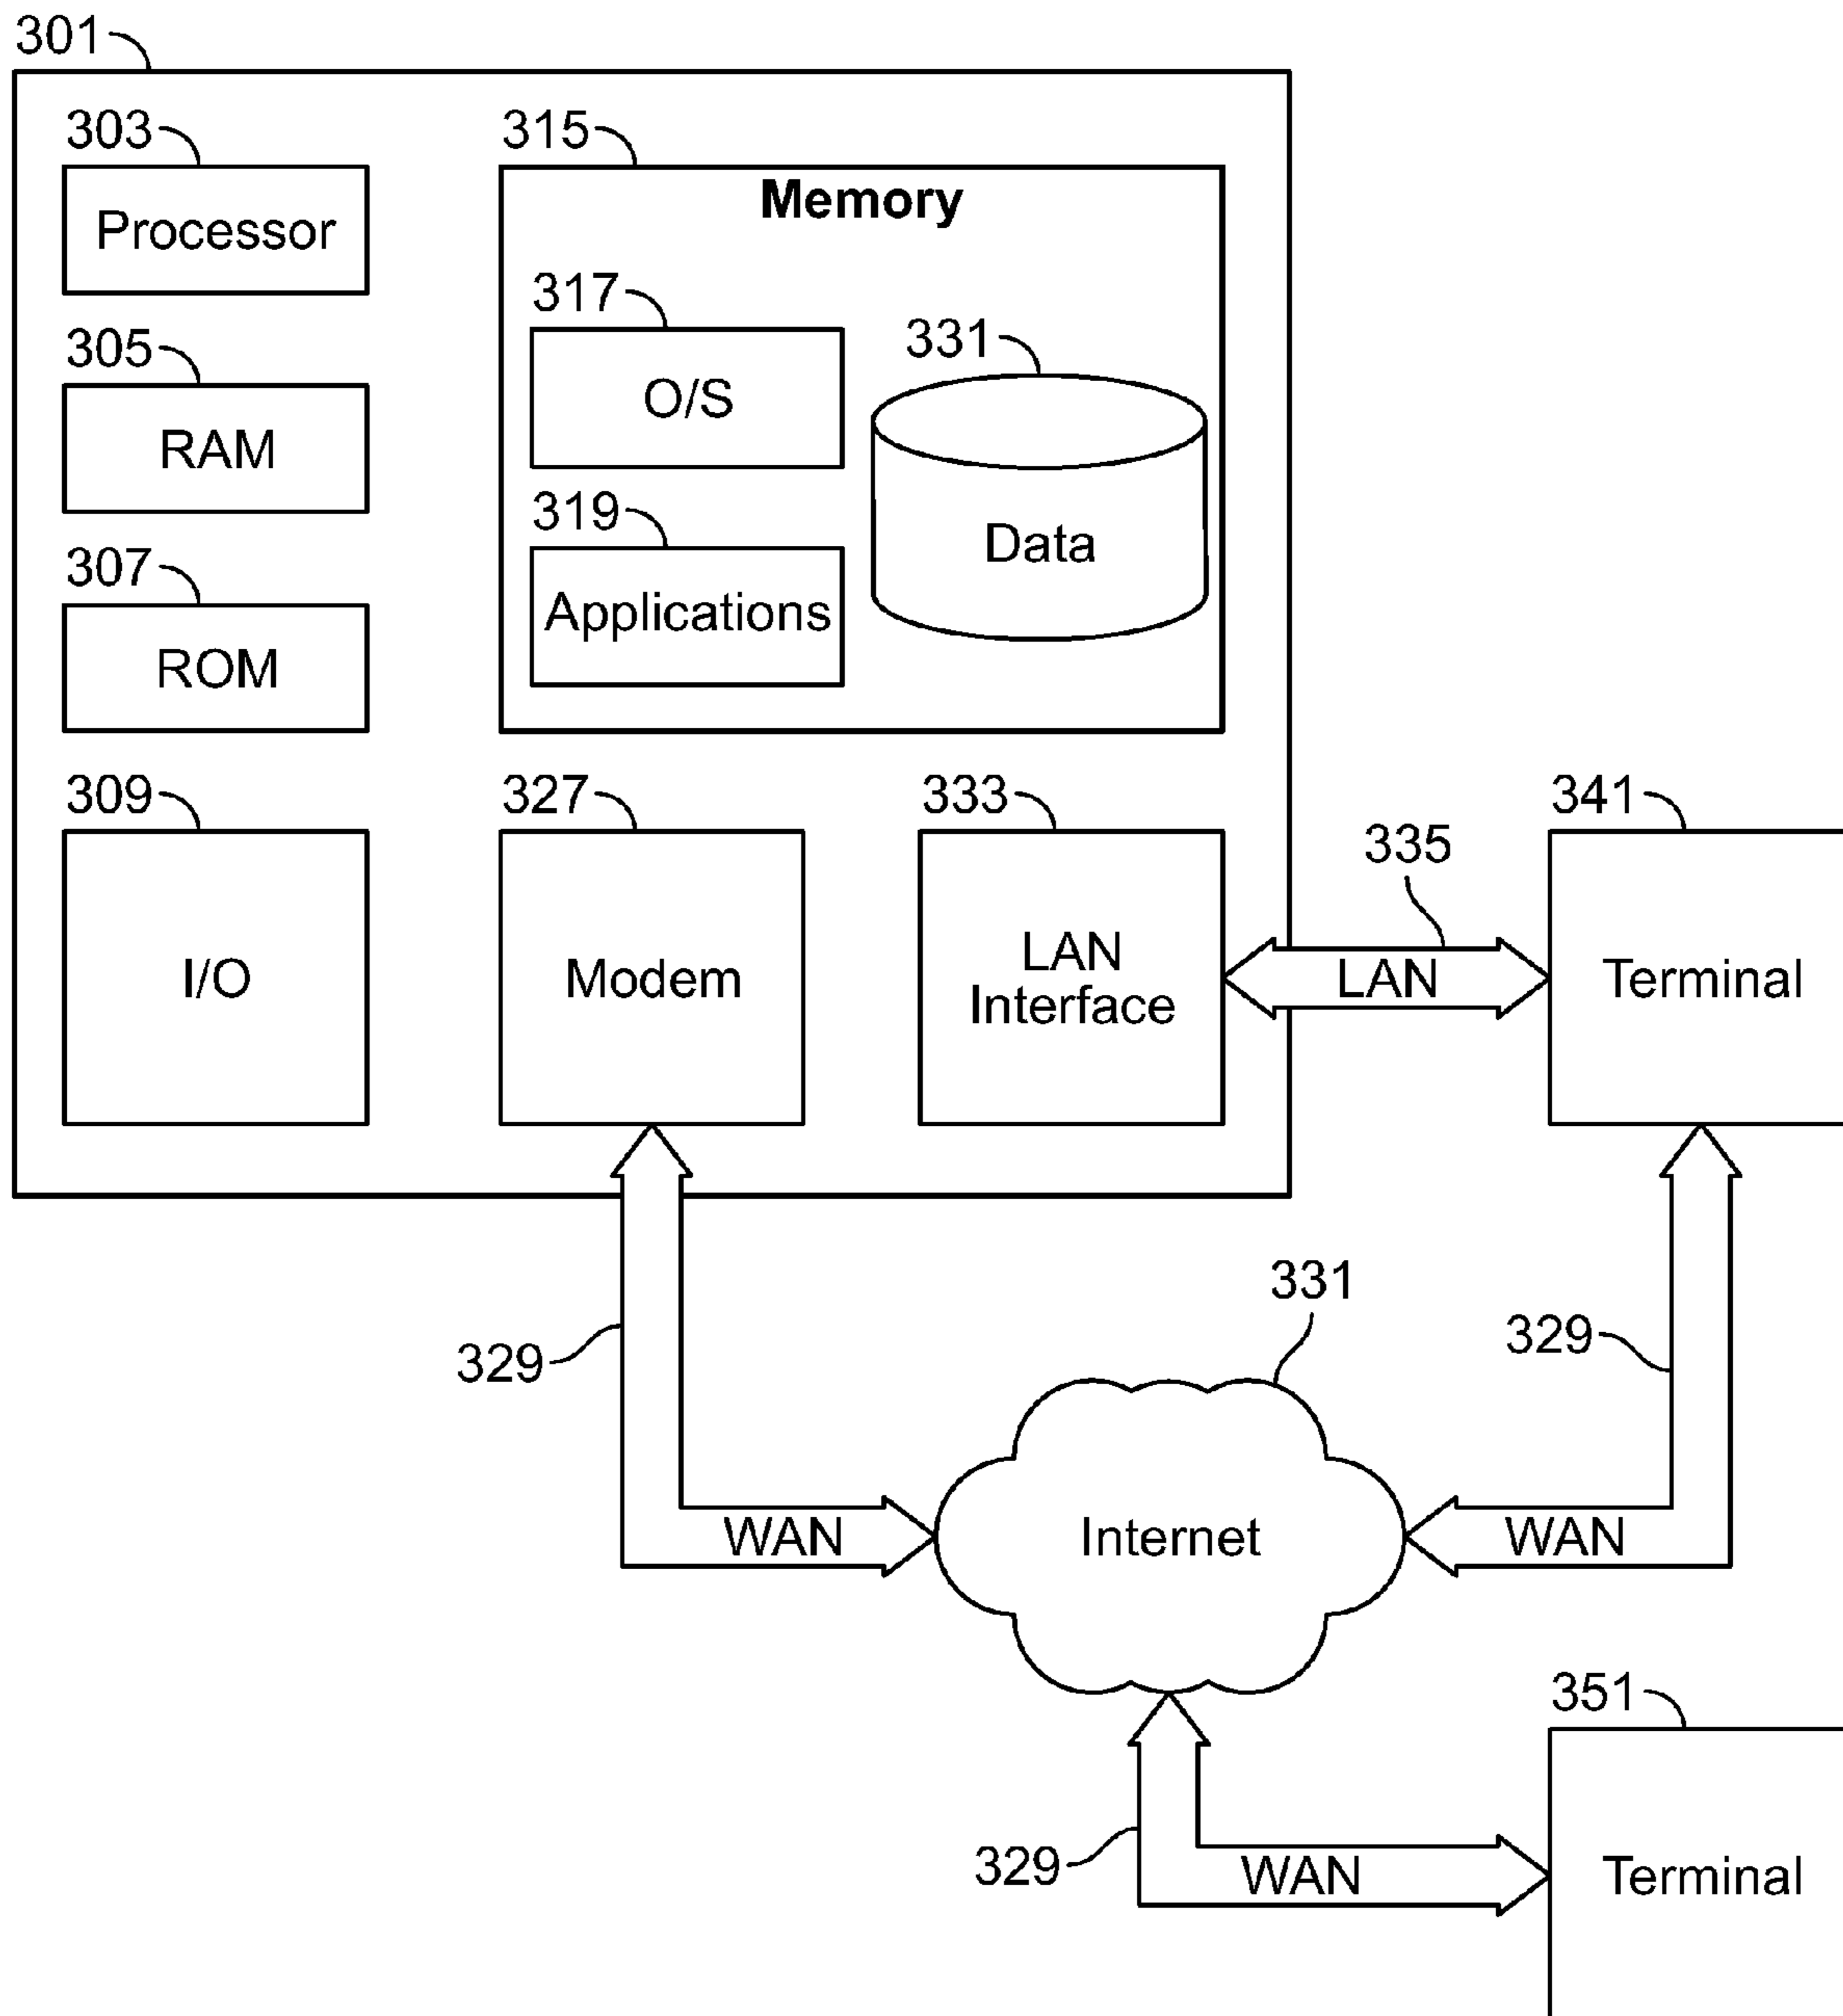 301
303
Processor
305
RAM
307
ROM
309
I/O
315
Memory
317
O/S
319
Applications
331
Data
327
Modem
333
LAN
Interface
335
LAN
341
Terminal
329
WAN
331
Internet
329
WAN
329
WAN
351
Terminal